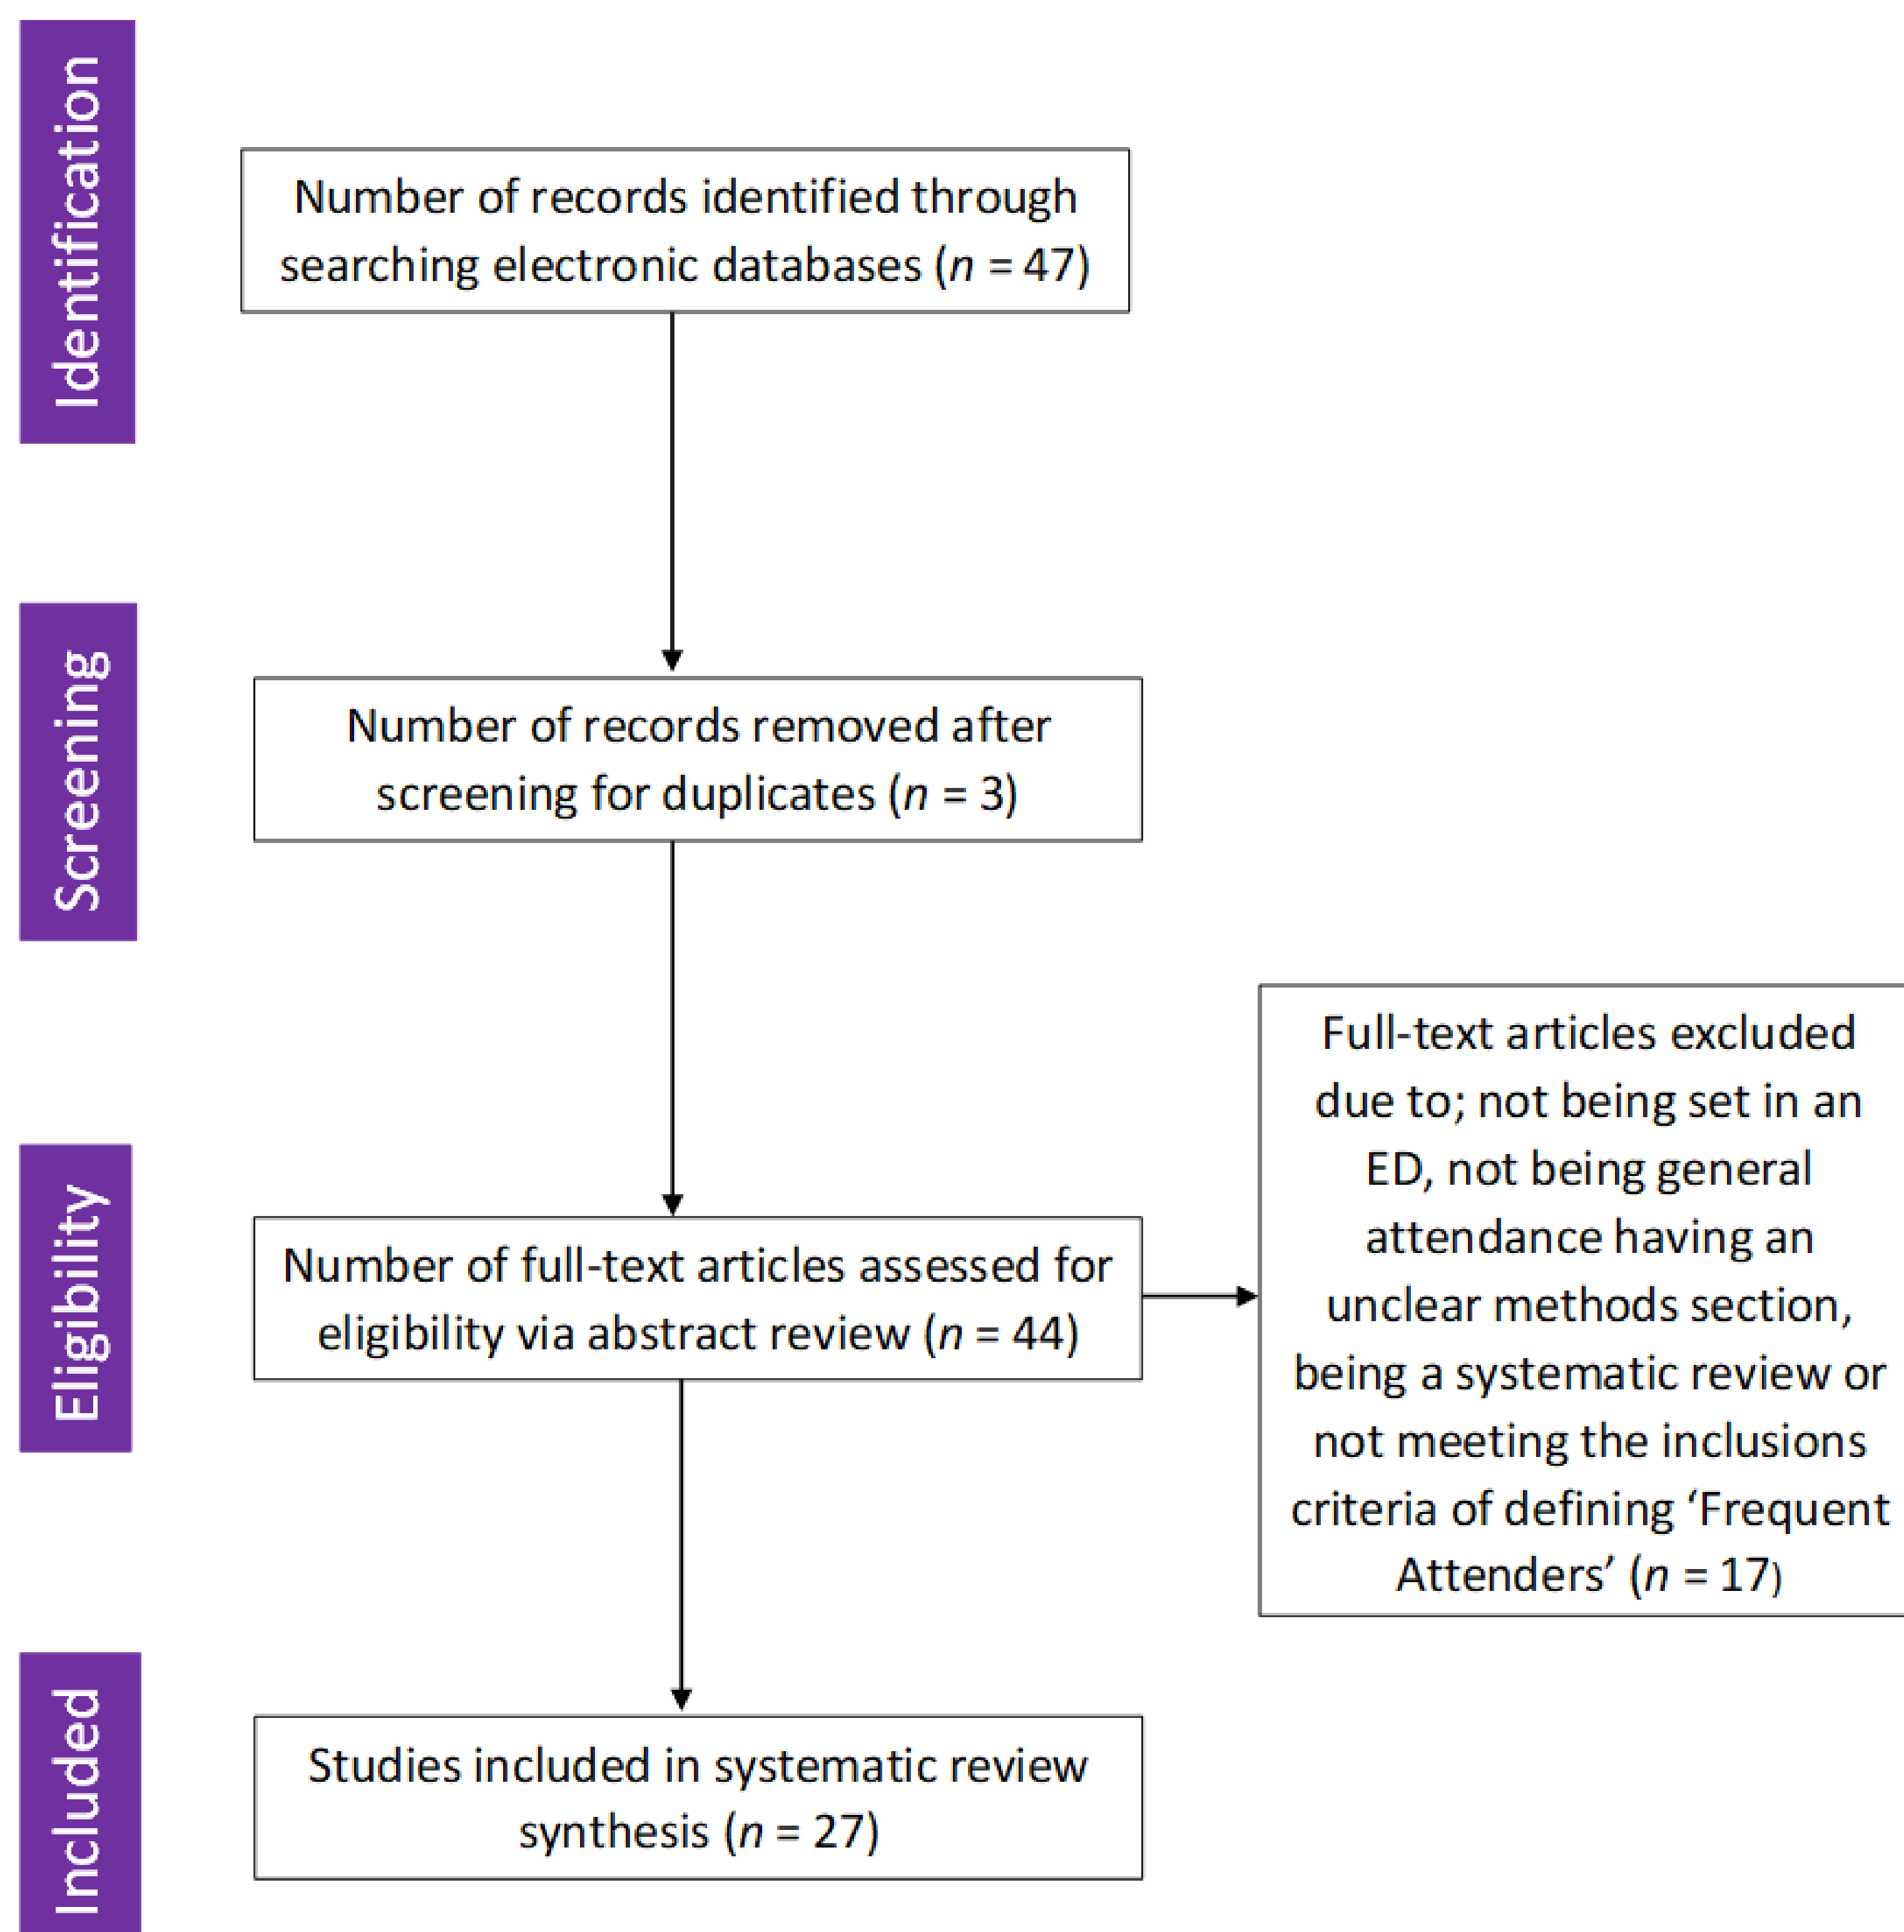 Identification
Number of records identified through
searching electronic databases (n = 47)
Screening
Number of records removed after
screening for duplicates (n = 3)
Eligibility
Number of full-text articles assessed for
eligibility via abstract review (n = 44)
Full-text articles excluded
due to; not being set in an
ED, not being general
attendance having an
unclear methods section,
being a systematic review or
not meeting the inclusions
criteria of defining ‘Frequent
Attenders’ (n = 17)
Included
Studies included in systematic review
synthesis (n = 27)